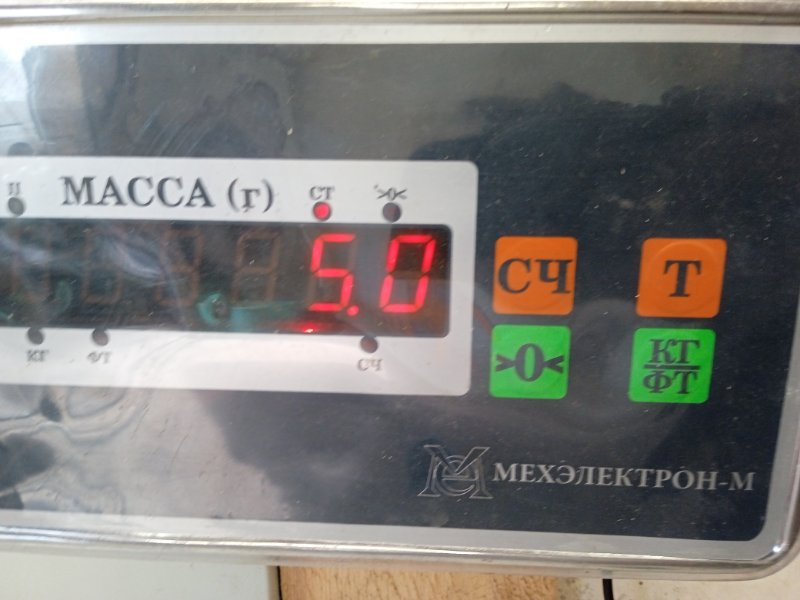 П МАССА (г) СТ >0<
5.0
КГ ФТ СЧ
СЧ Т
>0< КГ/ФТ
МЕХЭЛЕКТРОН-М